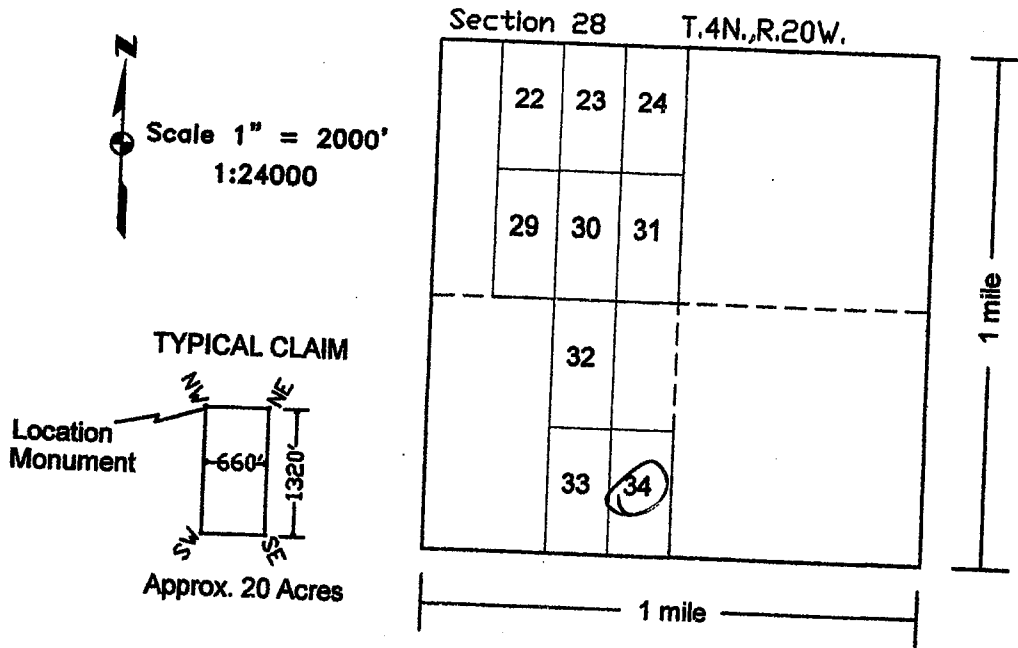 Section 28 T.4N.,R.20W.
N
Scale 1" = 2000'
1:24000
22 23 24
29 30 31
32
33 34
1 mile
1 mile
TYPICAL CLAIM
NW NE
Location
Monument
660'
1320'
SW SE
Approx. 20 Acres